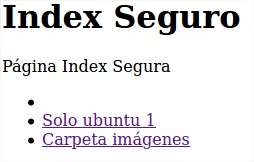 Index Seguro
Página Index Segura
Solo ubuntu 1
Carpeta imágenes